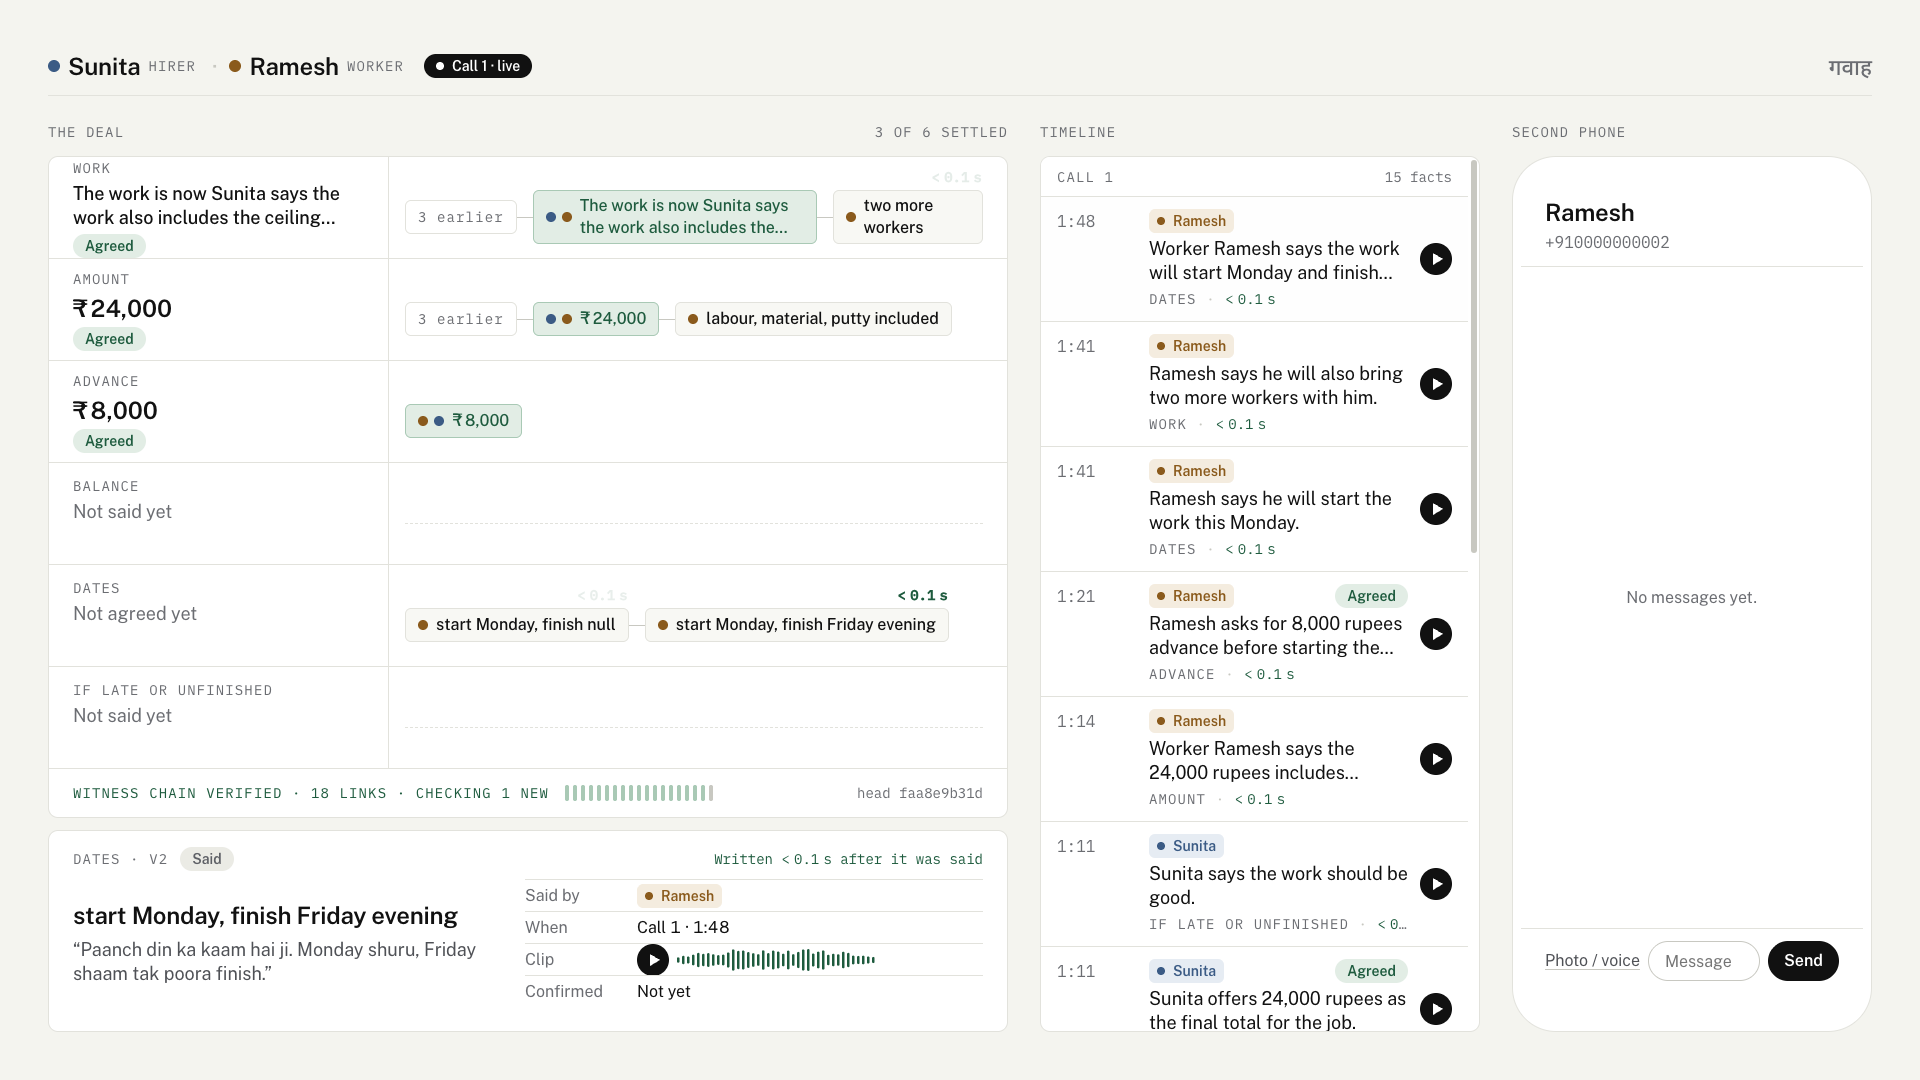 Sunita HIRER · Ramesh WORKER Call 1 · live
गवाह
THE DEAL
3 OF 6 SETTLED
WORK
The work is now Sunita says the
work also includes the ceiling…
Agreed
3 earlier
The work is now Sunita says
the work also includes the…
< 0.1 s
two more
workers
AMOUNT
₹24,000
Agreed
3 earlier
₹24,000
labour, material, putty included
ADVANCE
₹8,000
Agreed
₹8,000
BALANCE
Not said yet
DATES
Not agreed yet
< 0.1 s
start Monday, finish null
< 0.1 s
start Monday, finish Friday evening
IF LATE OR UNFINISHED
Not said yet
WITNESS CHAIN VERIFIED · 18 LINKS · CHECKING 1 NEW
head faa8e9b31d
DATES · V2 Said
Written < 0.1 s after it was said
start Monday, finish Friday evening
“Paanch din ka kaam hai ji. Monday shuru, Friday
shaam tak poora finish.”
Said by Ramesh
When Call 1 · 1:48
Clip
Confirmed Not yet
TIMELINE
CALL 1 15 facts
1:48 Ramesh
Worker Ramesh says the work
will start Monday and finish…
DATES · < 0.1 s
1:41 Ramesh
Ramesh says he will also bring
two more workers with him.
WORK · < 0.1 s
1:41 Ramesh
Ramesh says he will start the
work this Monday.
DATES · < 0.1 s
1:21 Ramesh Agreed
Ramesh asks for 8,000 rupees
advance before starting the…
ADVANCE · < 0.1 s
1:14 Ramesh
Worker Ramesh says the
24,000 rupees includes…
AMOUNT · < 0.1 s
1:11 Sunita
Sunita says the work should be
good.
IF LATE OR UNFINISHED · < 0…
1:11 Sunita Agreed
Sunita offers 24,000 rupees as
the final total for the job.
SECOND PHONE
Ramesh
+910000000002
No messages yet.
Photo / voice Message Send